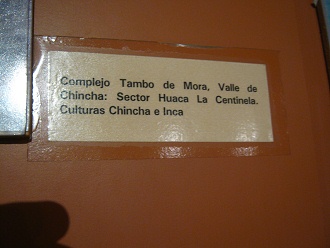 Complejo Tambo de Mora, Valle de
Chincha: Sector Huaca La Centinela.
Culturas Chincha e Inca